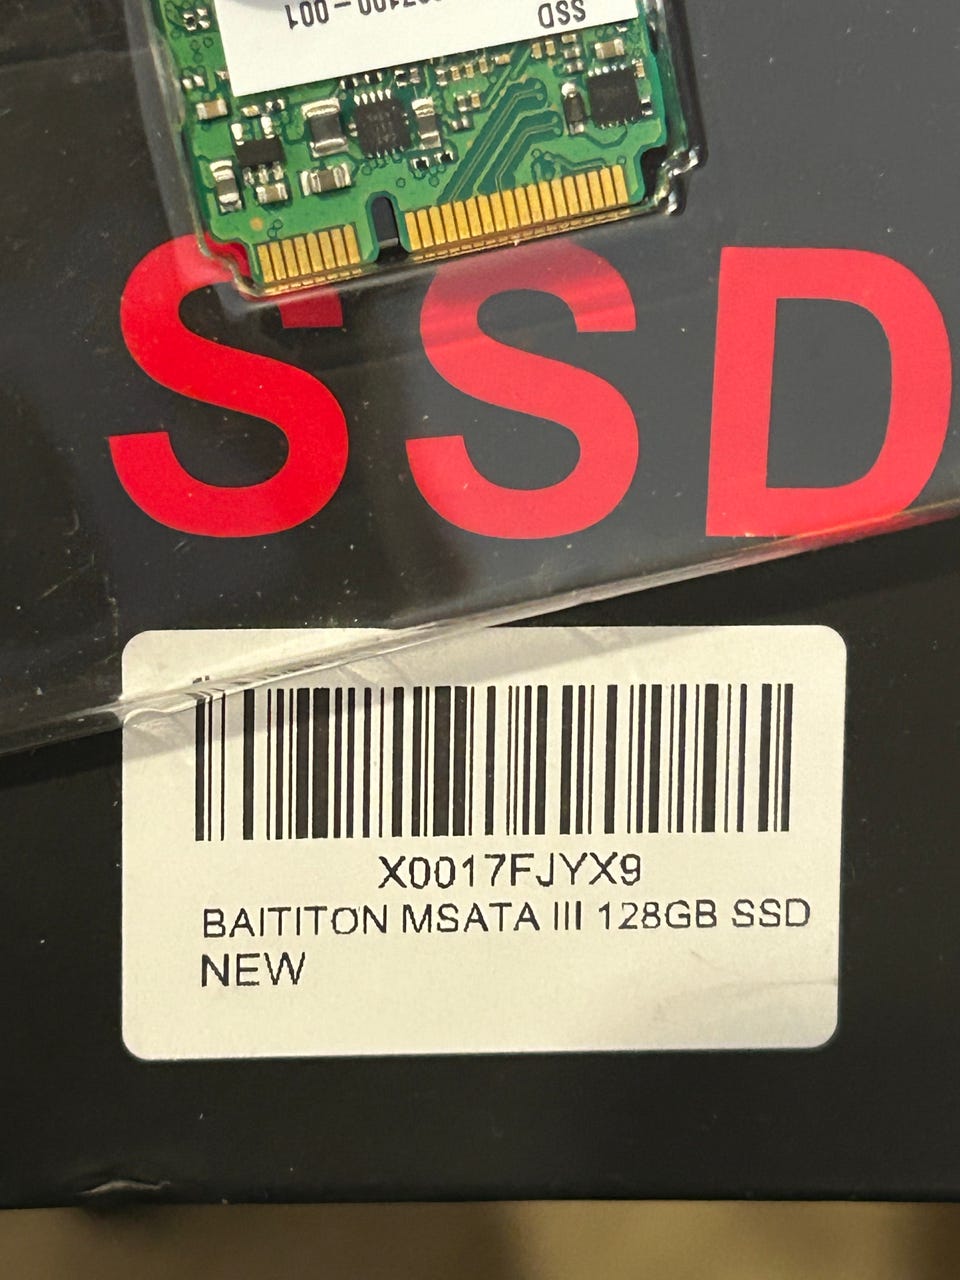 SSD
SSD
X0017FJYX9
BAITITON MSATA III 128GB SSD
NEW